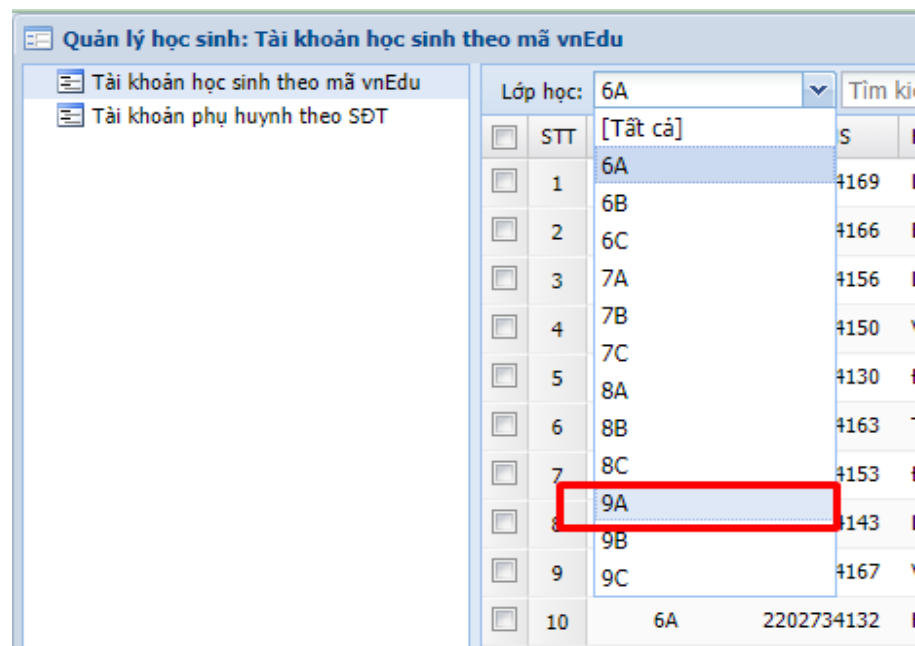 Quản lý học sinh: Tài khoản học sinh theo mã vnEdu
Tài khoản học sinh theo mã vnEdu
Tài khoản phụ huynh theo SĐT
Lớp học: 6A
STT
[Tất cả]
6A
6B
6C
7A
7B
7C
8A
8B
8C
9A
9B
9C
1 4169
2 4166
3 4156
4 4150
5 4130
6 4163
7 4153
4143
9 4167
10 6A 2202734132